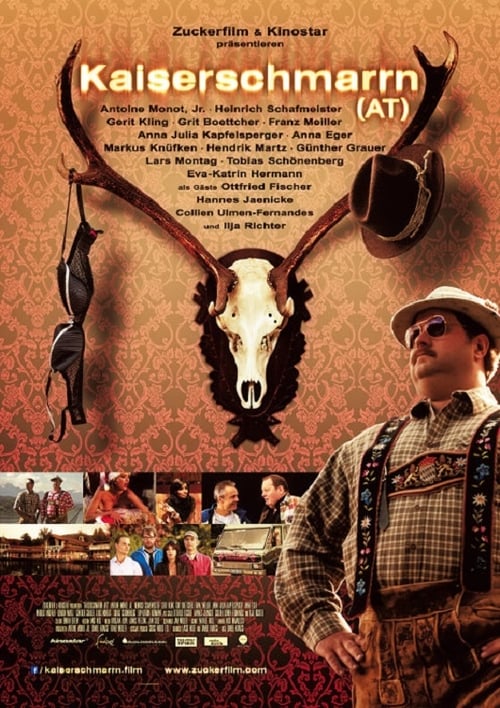 Zuckerfilm & Kinostar
präsentieren
Kaiserschmarrn
(AT)
Antoine Monot, Jr. · Heinrich Schafmeister
Gerit Kling · Grit Boettcher · Franz Meiller
Anna Julia Kapfelsperger · Anna Eger
Markus Knüfken · Hendrik Martz · Günther Grauer
Lars Montag · Tobias Schönenberg
Eva-Katrin Hermann
als Gäste Ottfried Fischer
Hannes Jaenicke
Collien Ulmen-Fernandes
und Ilja Richter
kinostar
/kaiserschmarrn.film www.zuckerfilm.com